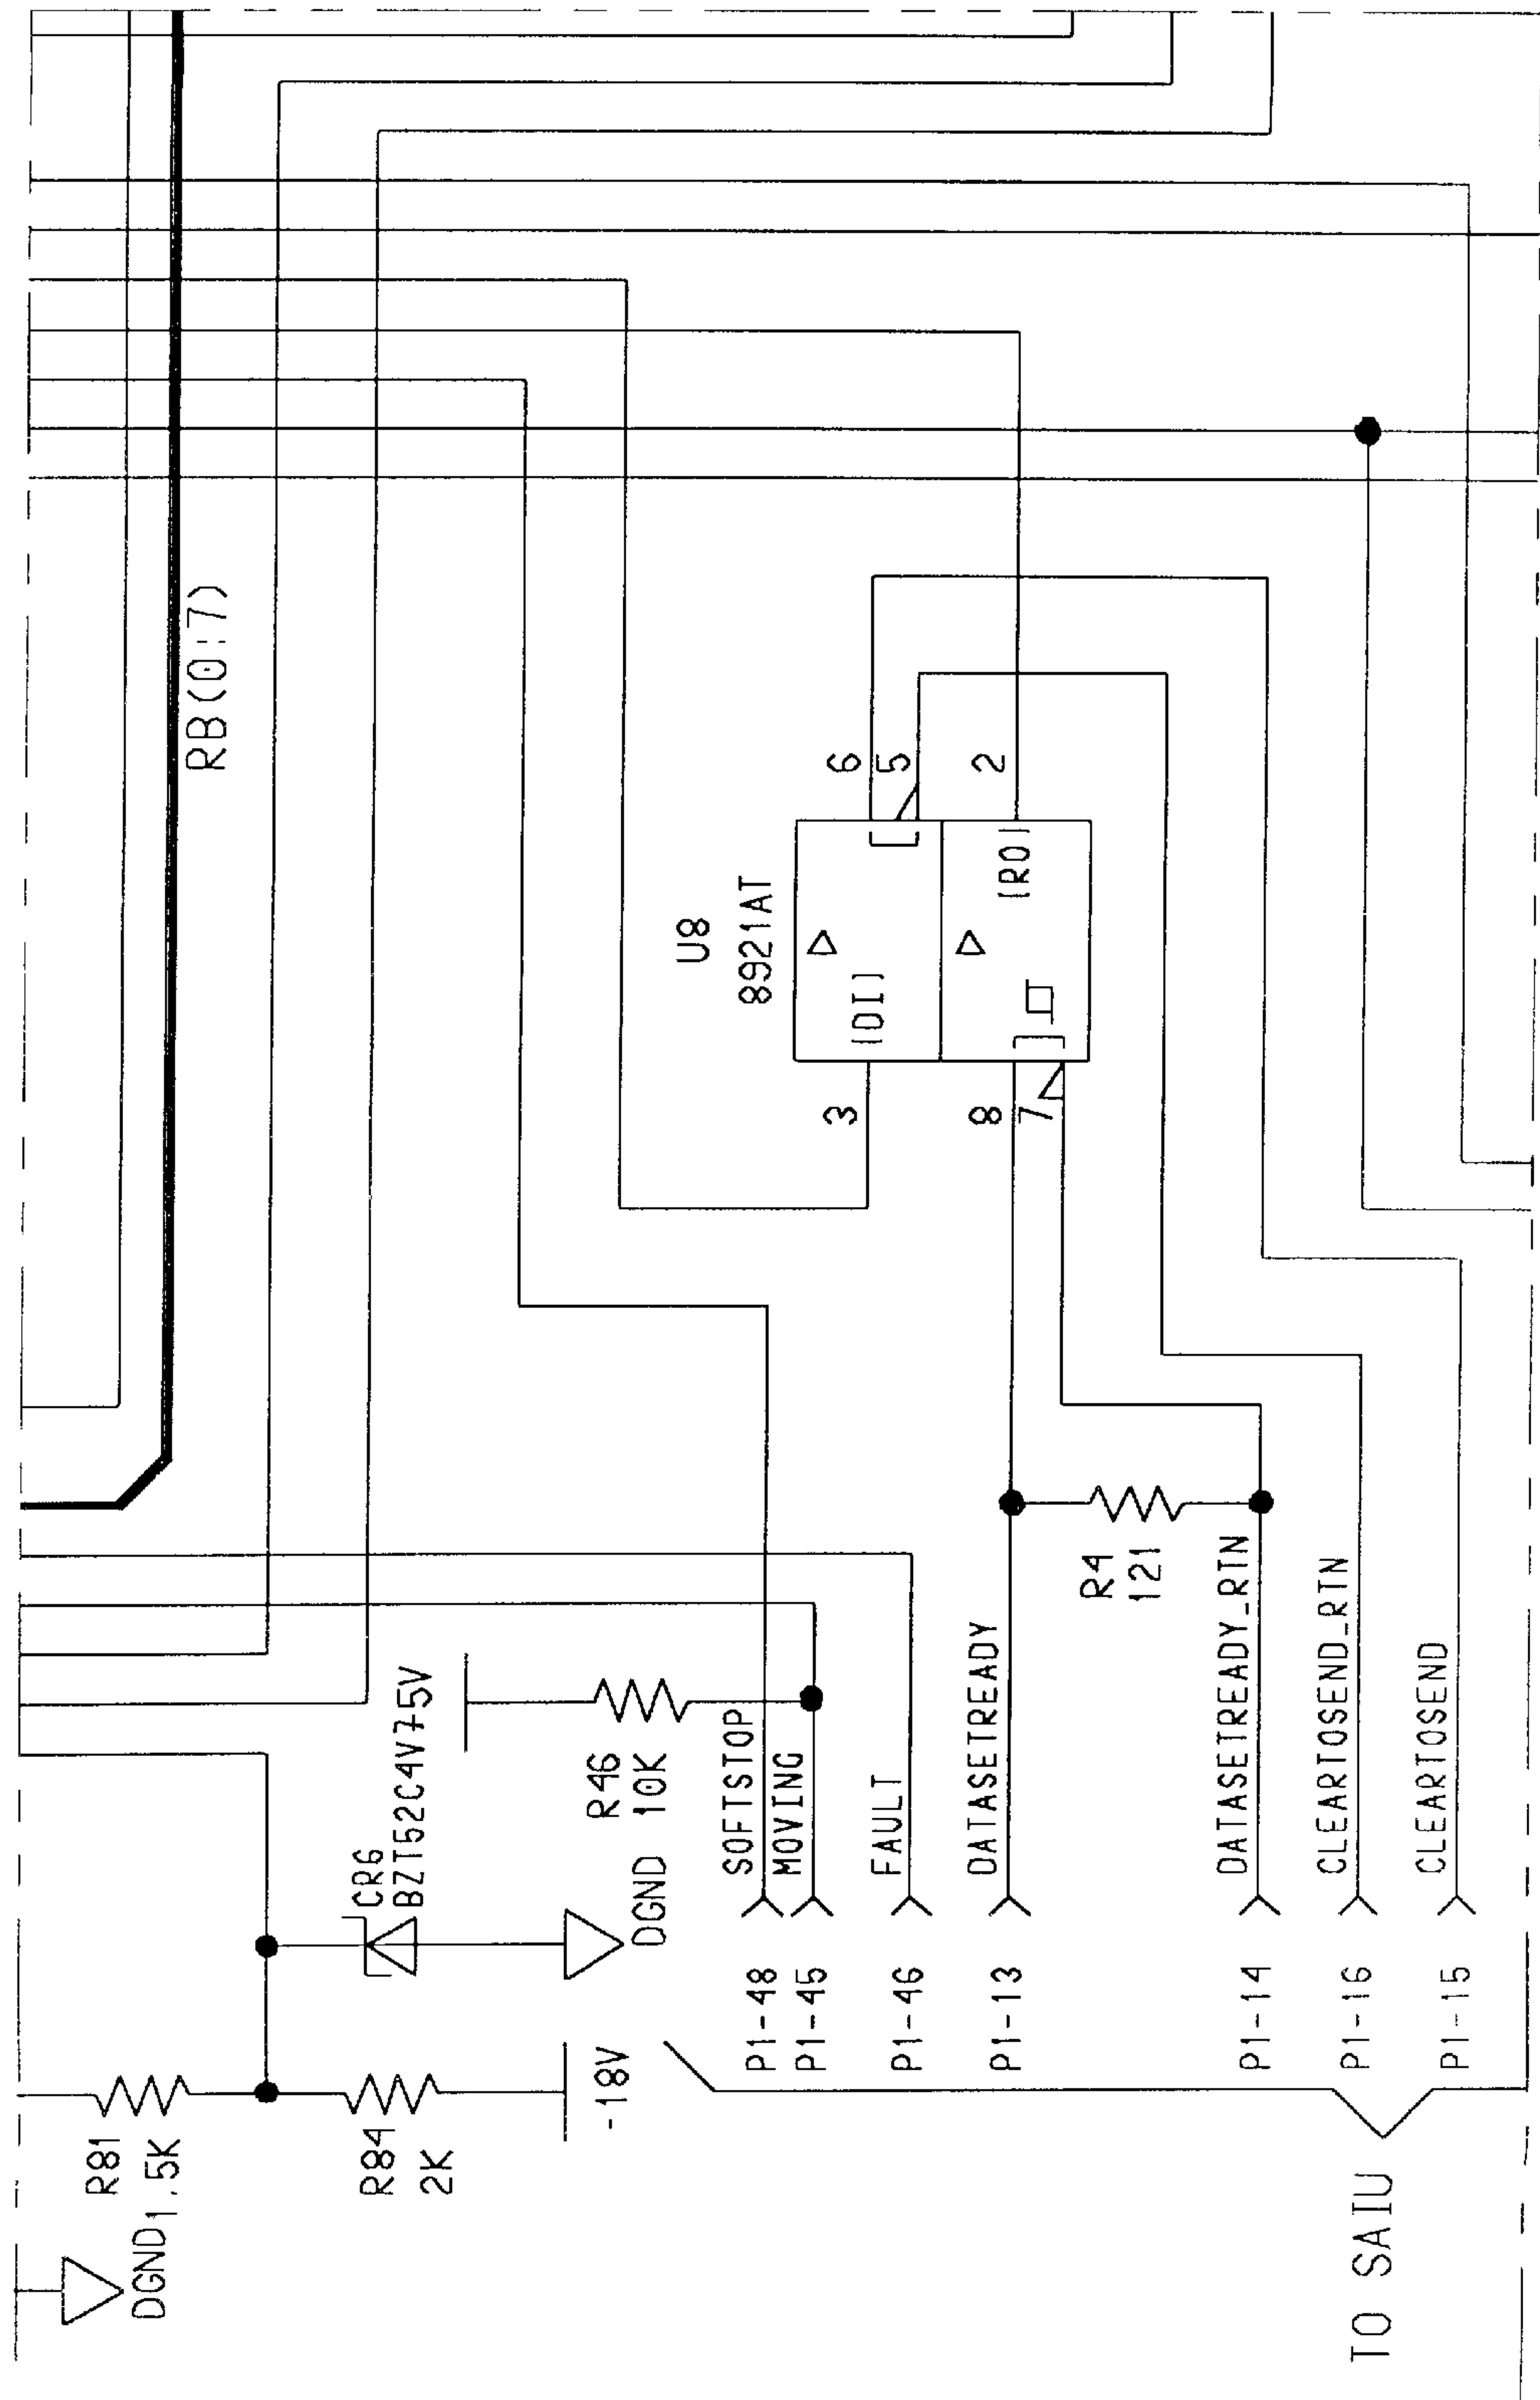 R81
1.5K
DGND
RB(0:7)
R84
2K
CR6
BZT52C4V7+5V
-18V
R46
10K
DGND
U8
8921AT
P1-48 SOFTSTOP
P1-45 MOVING
3 [DI] 6
5
P1-46 FAULT
P1-13 DATASETREADY
8 [RO] 2
7
R4
121
P1-14 DATASETREADY_RTN
P1-16 CLEARTOSEND_RTN
TO SAIU
P1-15 CLEARTOSEND